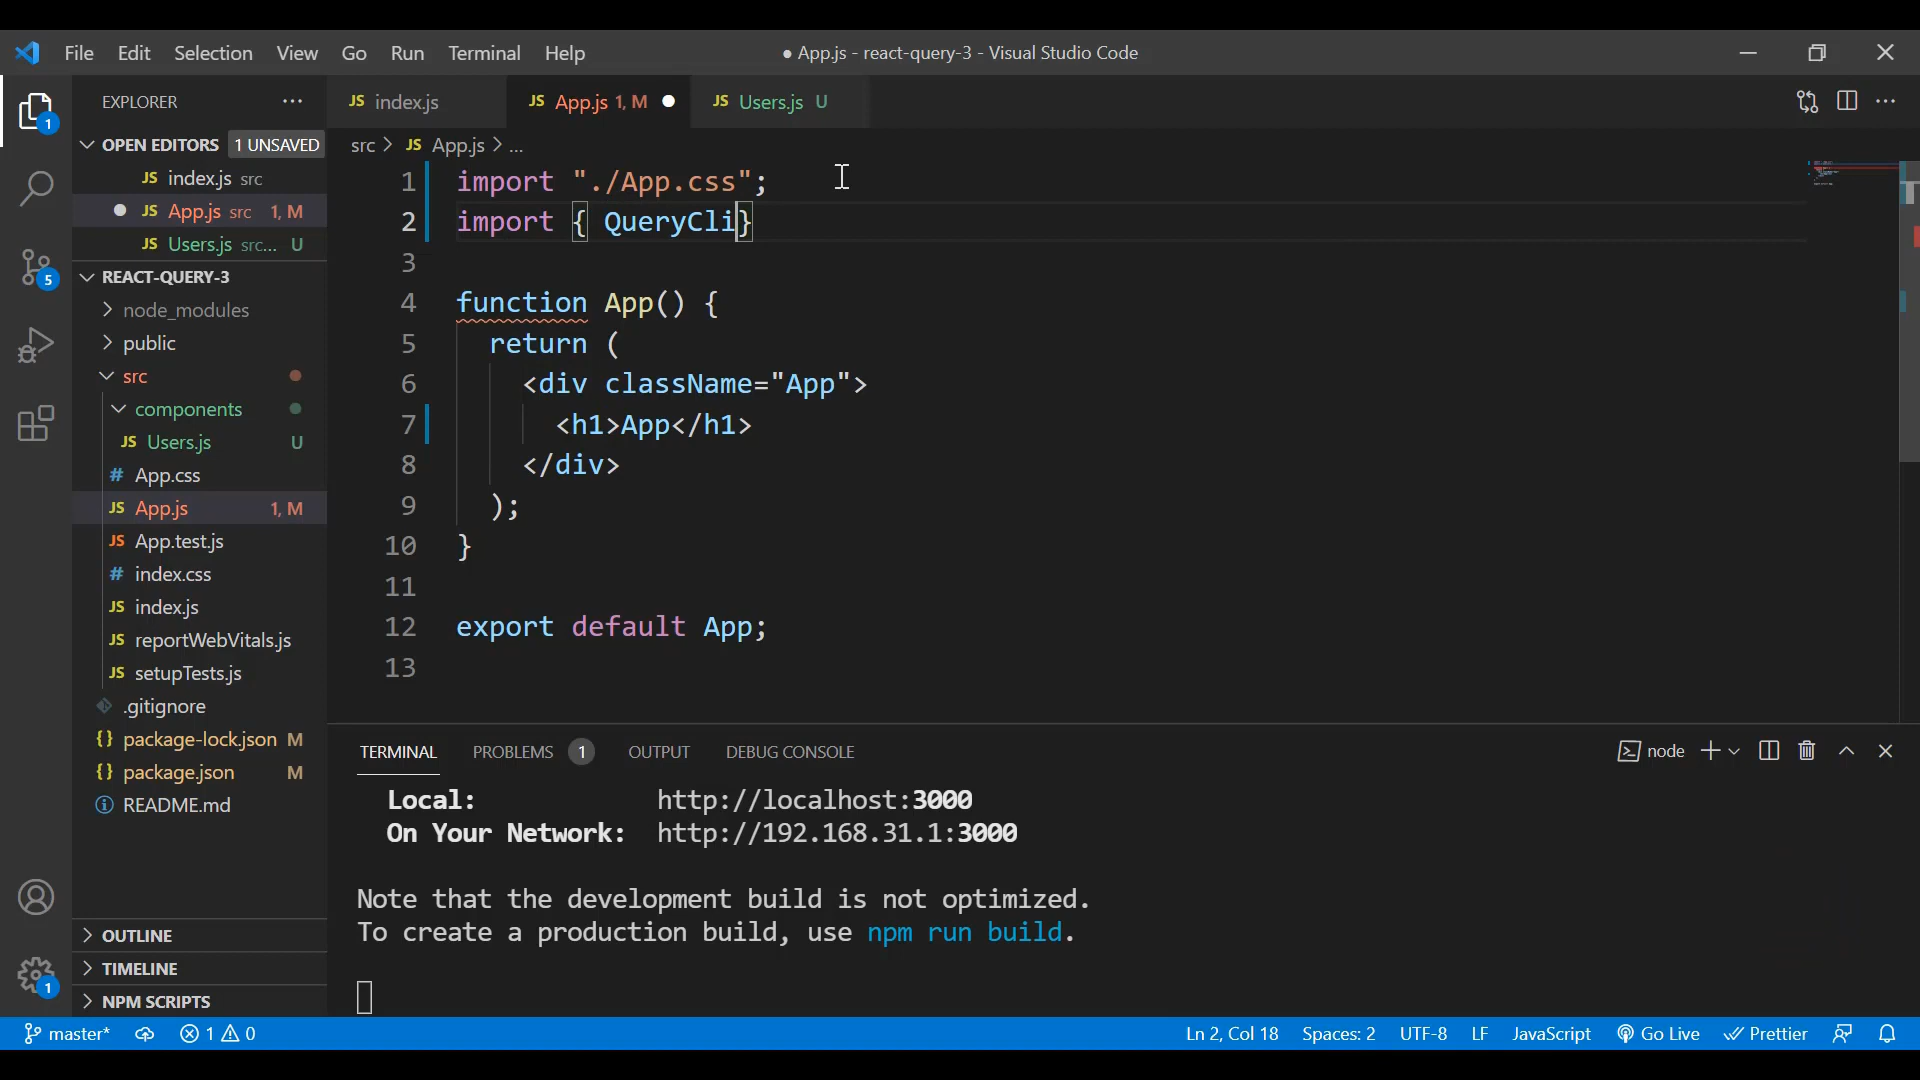 File Edit Selection View Go Run Terminal Help ● App.js - react-query-3 - Visual Studio Code
EXPLORER ...
JS index.js JS App.js 1, M ● JS Users.js U
OPEN EDITORS 1 UNSAVED
src > JS App.js > ...
JS index.js src
● JS App.js src 1, M
JS Users.js src... U
REACT-QUERY-3
node_modules
public
src
components
JS Users.js U
# App.css
JS App.js 1, M
JS App.test.js
# index.css
JS index.js
JS reportWebVitals.js
JS setupTests.js
.gitignore
{} package-lock.json M
{} package.json M
README.md
OUTLINE
TIMELINE
NPM SCRIPTS
1
5
1
1 import "./App.css";
2 import { QueryCli}
3
4 function App() {
5 return (
6 <div className="App">
7 <h1>App</h1>
8 </div>
9 );
10 }
11
12 export default App;
13
TERMINAL PROBLEMS 1 OUTPUT DEBUG CONSOLE node
Local: http://localhost:3000
On Your Network: http://192.168.31.1:3000
Note that the development build is not optimized.
To create a production build, use npm run build.
master* 1 0 Ln 2, Col 18 Spaces: 2 UTF-8 LF JavaScript Go Live Prettier